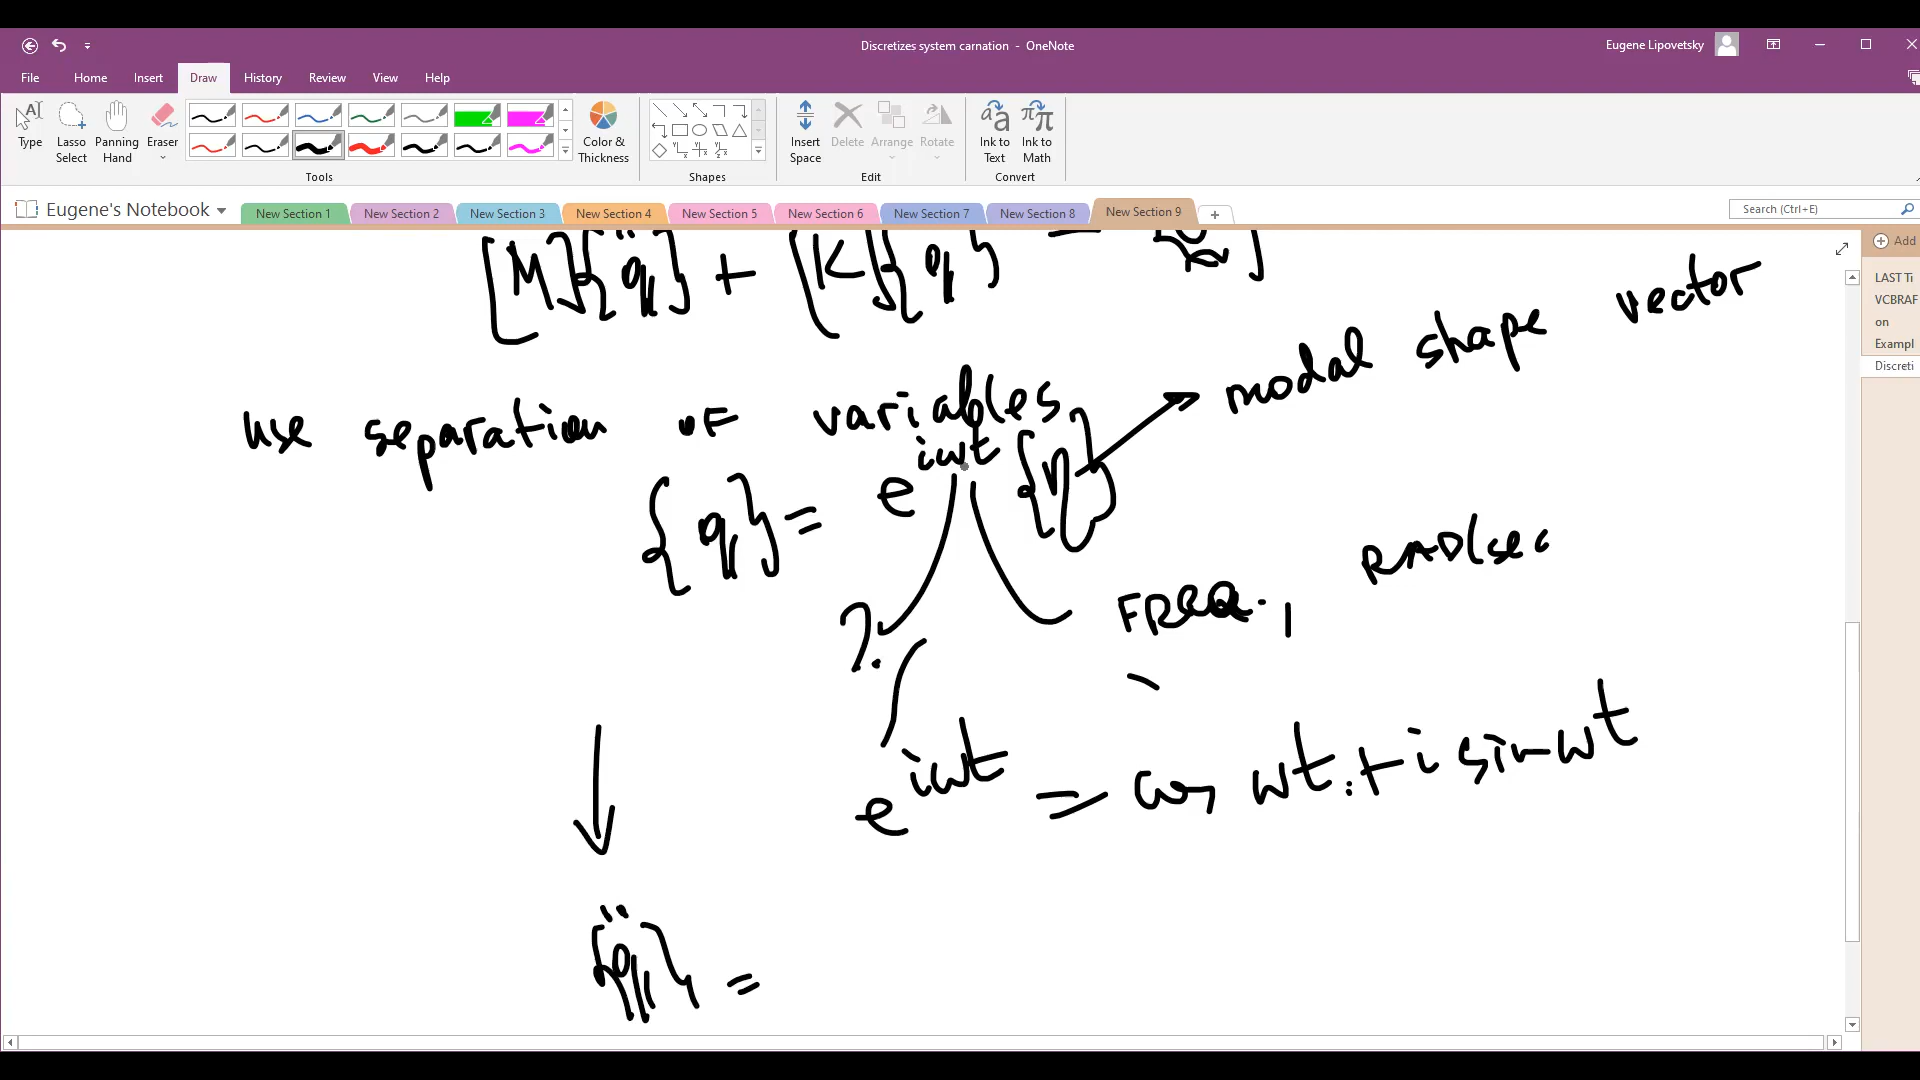 Discretizes system carnation - OneNote
Eugene Lipovetsky
File Home Insert Draw History Review View Help
Type
Lasso Select
Panning Hand
Eraser
Color & Thickness
Insert Space
Delete
Arrange
Rotate
Ink to Text
Ink to Math
Tools
Shapes
Edit
Convert
Eugene's Notebook
New Section 1
New Section 2
New Section 3
New Section 4
New Section 5
New Section 6
New Section 7
New Section 8
New Section 9
Search (Ctrl+E)
Add
LAST Ti
VCBRAF
on
Exampl
Discreti
[M]{q̈} + [K]{q} =
use separation of variables
modal shape vector
{q} = e^{iωt} {η}
?
FREQ., RAD/sec
e^{iωt} = cos ωt + i sin ωt
{q̈} =